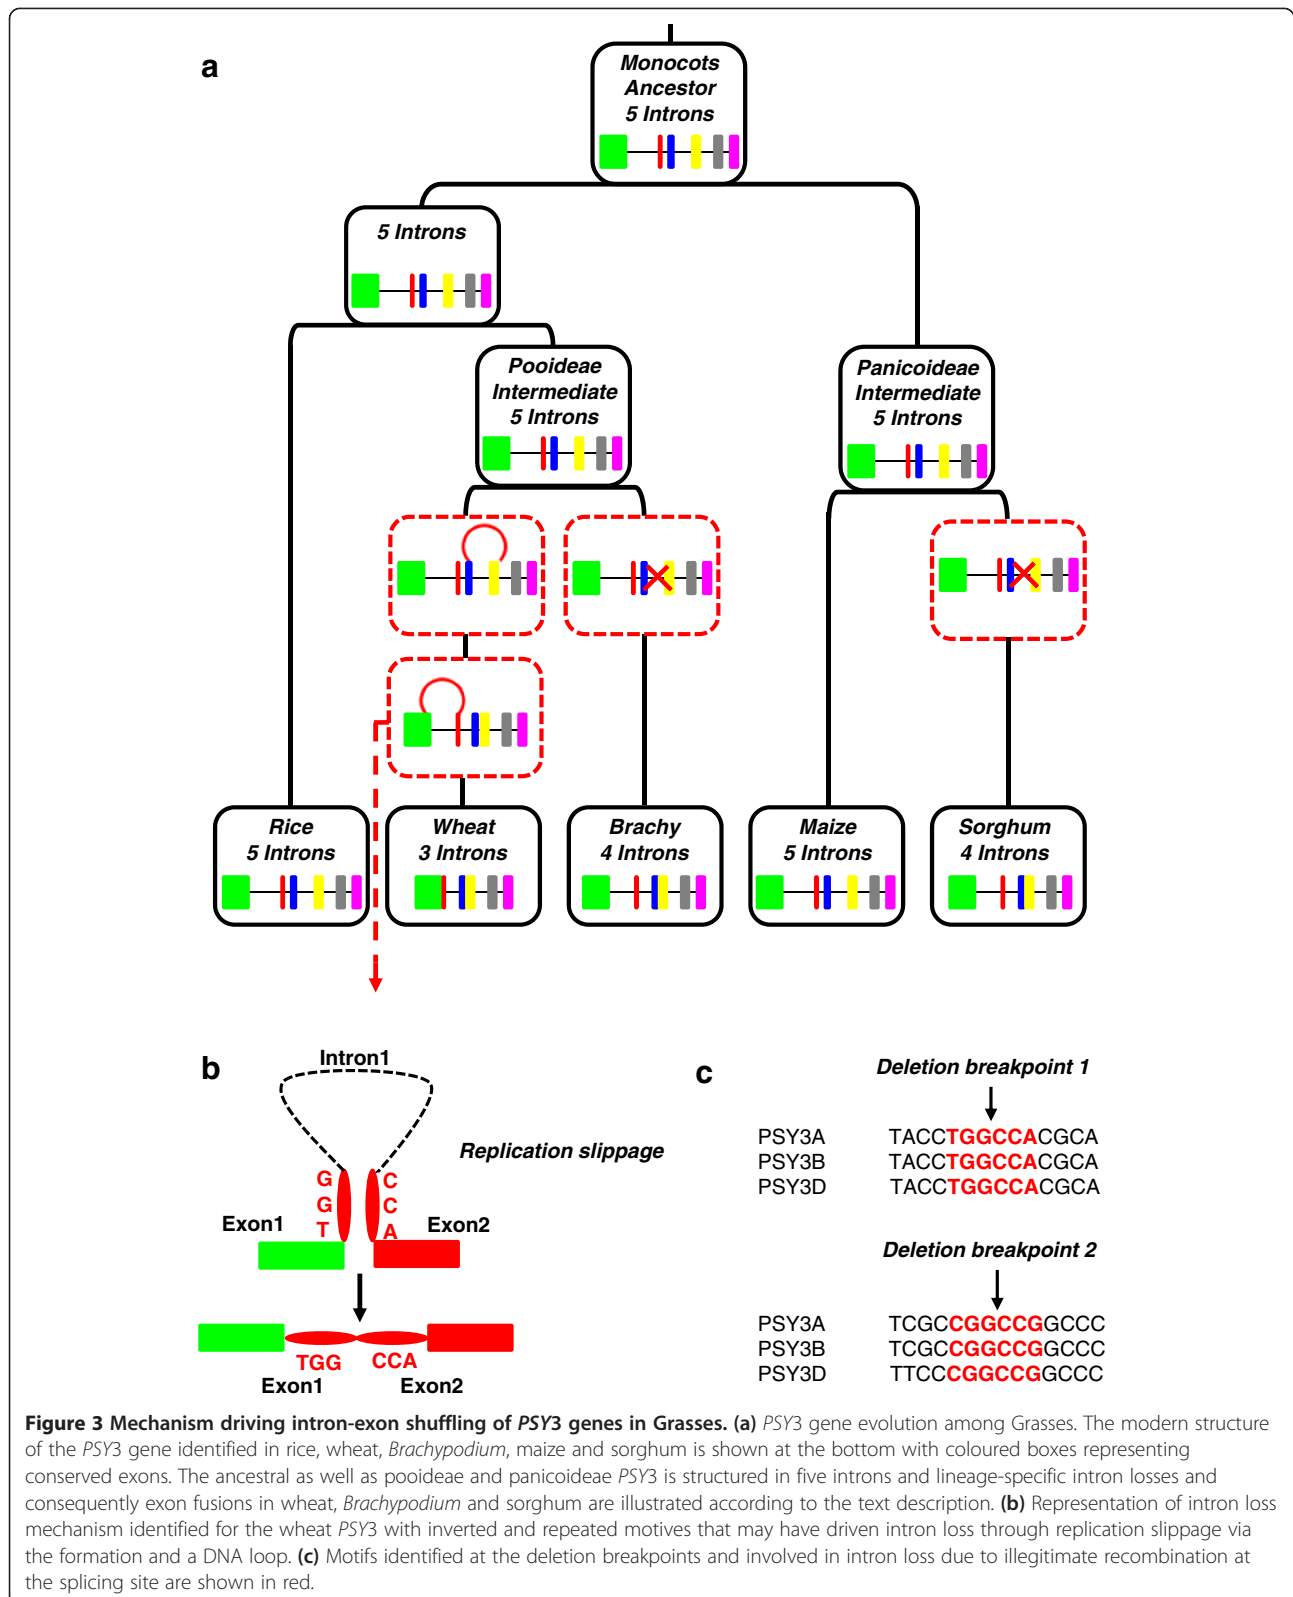 a
Monocots
Ancestor
5 Introns
5 Introns
Pooideae
Intermediate
5 Introns
Panicoideae
Intermediate
5 Introns
Rice
5 Introns
Wheat
3 Introns
Brachy
4 Introns
Maize
5 Introns
Sorghum
4 Introns
b
Intron1
Replication slippage
G
G
T
C
C
A
Exon1
Exon2
TGG
CCA
Exon1
Exon2
c
Deletion breakpoint 1
PSY3A TACCTGGCCACGCA
PSY3B TACCTGGCCACGCA
PSY3D TACCTGGCCACGCA
Deletion breakpoint 2
PSY3A TCGCCGGCCGGCCC
PSY3B TCGCCGGCCGGCCC
PSY3D TTCCCGGCCGGCCC
Figure 3 Mechanism driving intron-exon shuffling of PSY3 genes in Grasses. (a) PSY3 gene evolution among Grasses. The modern structure
of the PSY3 gene identified in rice, wheat, Brachypodium, maize and sorghum is shown at the bottom with coloured boxes representing
conserved exons. The ancestral as well as pooideae and panicoideae PSY3 is structured in five introns and lineage-specific intron losses and
consequently exon fusions in wheat, Brachypodium and sorghum are illustrated according to the text description. (b) Representation of intron loss
mechanism identified for the wheat PSY3 with inverted and repeated motives that may have driven intron loss through replication slippage via
the formation and a DNA loop. (c) Motifs identified at the deletion breakpoints and involved in intron loss due to illegitimate recombination at
the splicing site are shown in red.